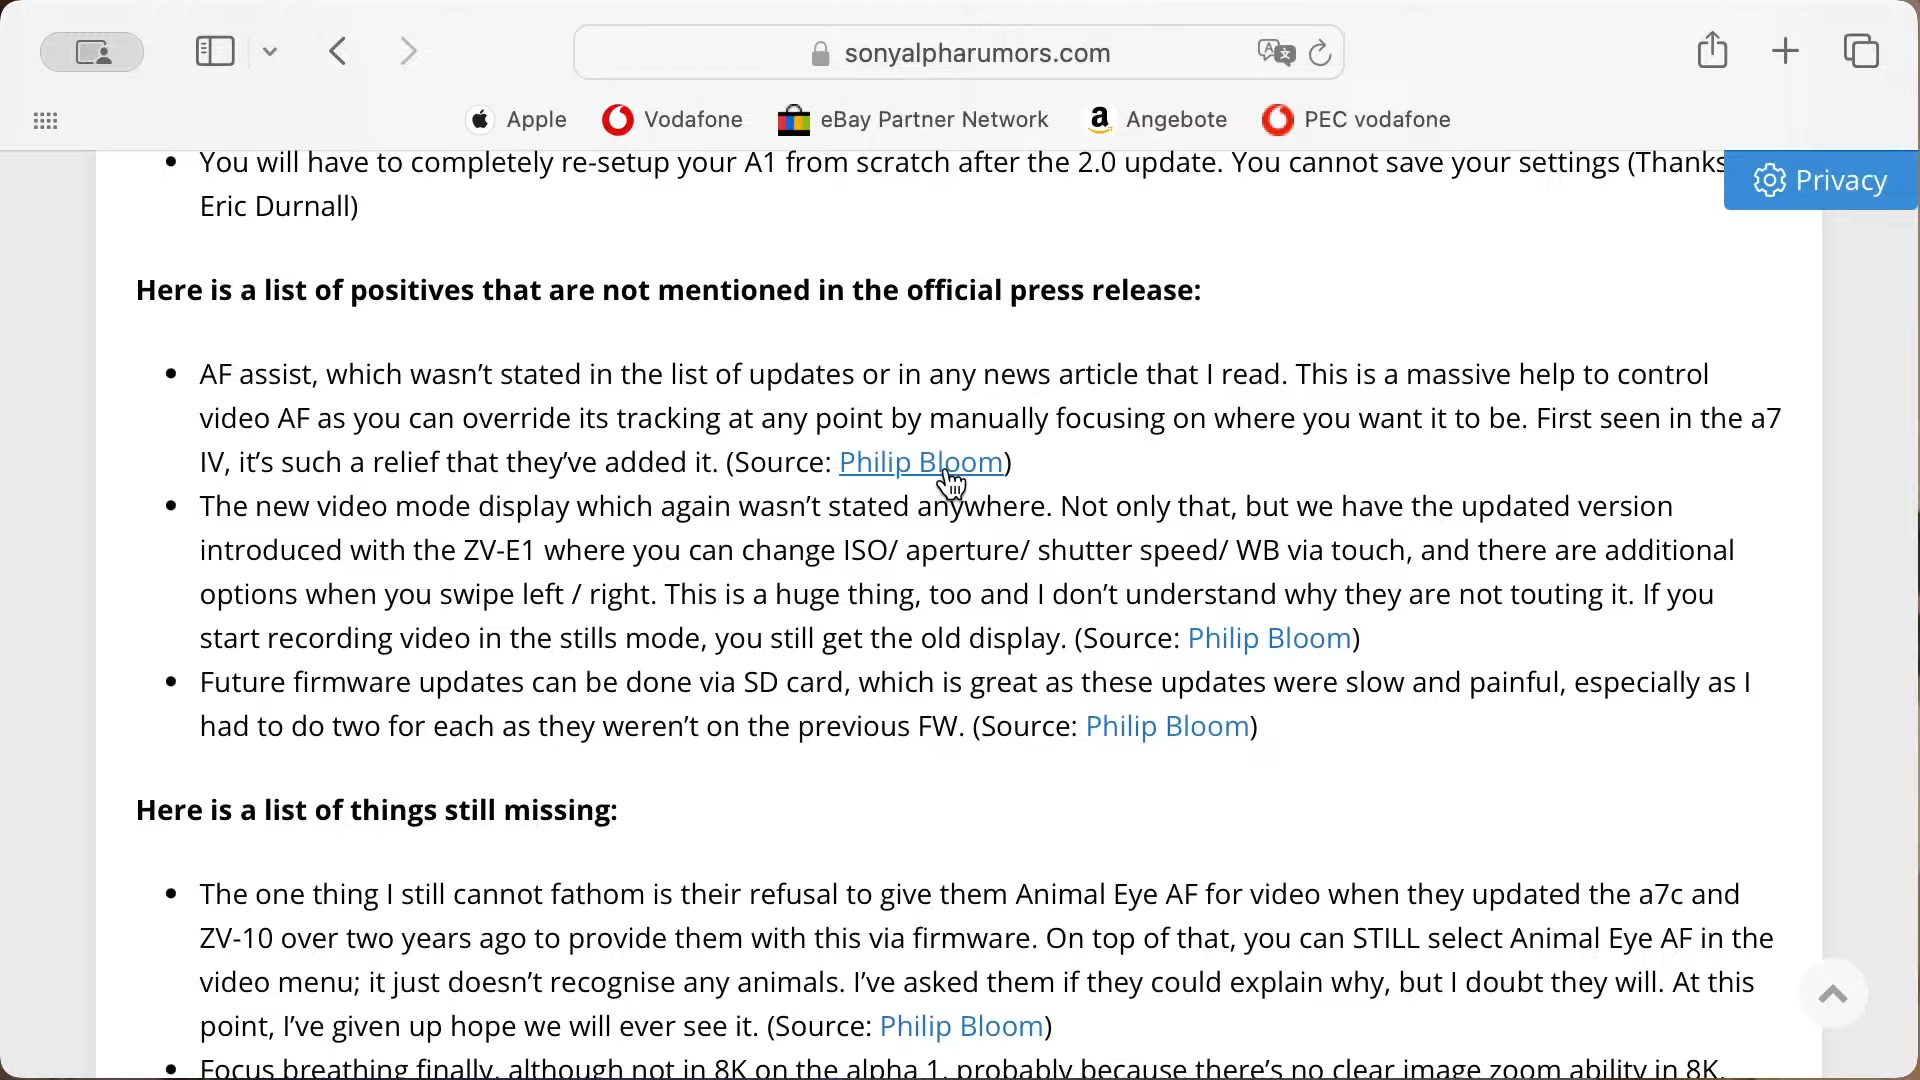 sonyalpharumors.com
Apple
Vodafone
eBay Partner Network
Angebote
PEC vodafone
You will have to completely re-setup your A1 from scratch after the 2.0 update. You cannot save your settings (Thanks
Eric Durnall)
Privacy
Here is a list of positives that are not mentioned in the official press release:
AF assist, which wasn’t stated in the list of updates or in any news article that I read. This is a massive help to control
video AF as you can override its tracking at any point by manually focusing on where you want it to be. First seen in the a7
IV, it’s such a relief that they’ve added it. (Source: Philip Bloom)
The new video mode display which again wasn’t stated anywhere. Not only that, but we have the updated version
introduced with the ZV-E1 where you can change ISO/ aperture/ shutter speed/ WB via touch, and there are additional
options when you swipe left / right. This is a huge thing, too and I don’t understand why they are not touting it. If you
start recording video in the stills mode, you still get the old display. (Source: Philip Bloom)
Future firmware updates can be done via SD card, which is great as these updates were slow and painful, especially as I
had to do two for each as they weren’t on the previous FW. (Source: Philip Bloom)
Here is a list of things still missing:
The one thing I still cannot fathom is their refusal to give them Animal Eye AF for video when they updated the a7c and
ZV-10 over two years ago to provide them with this via firmware. On top of that, you can STILL select Animal Eye AF in the
video menu; it just doesn’t recognise any animals. I’ve asked them if they could explain why, but I doubt they will. At this
point, I’ve given up hope we will ever see it. (Source: Philip Bloom)
Focus breathing finally, although not in 8K on the alpha 1, probably because there’s no clear image zoom ability in 8K.